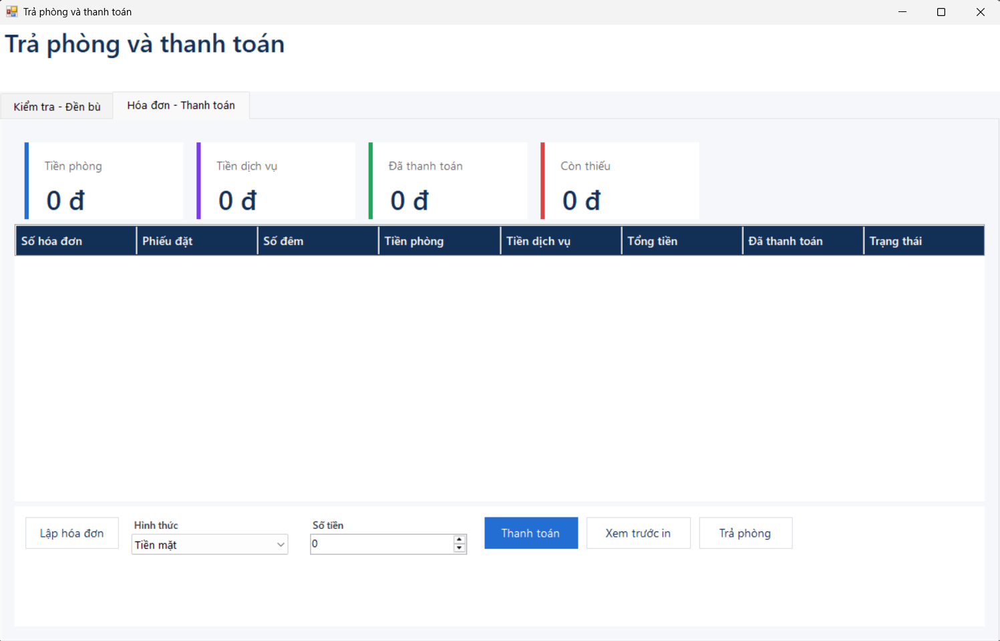 Trả phòng và thanh toán
Trả phòng và thanh toán
Kiểm tra - Đền bù
Hóa đơn - Thanh toán
Tiền phòng
0 đ
Tiền dịch vụ
0 đ
Đã thanh toán
0 đ
Còn thiếu
0 đ
Số hóa đơn
Phiếu đặt
Số đêm
Tiền phòng
Tiền dịch vụ
Tổng tiền
Đã thanh toán
Trạng thái
Lập hóa đơn
Hình thức
Tiền mặt
Số tiền
0
Thanh toán
Xem trước in
Trả phòng